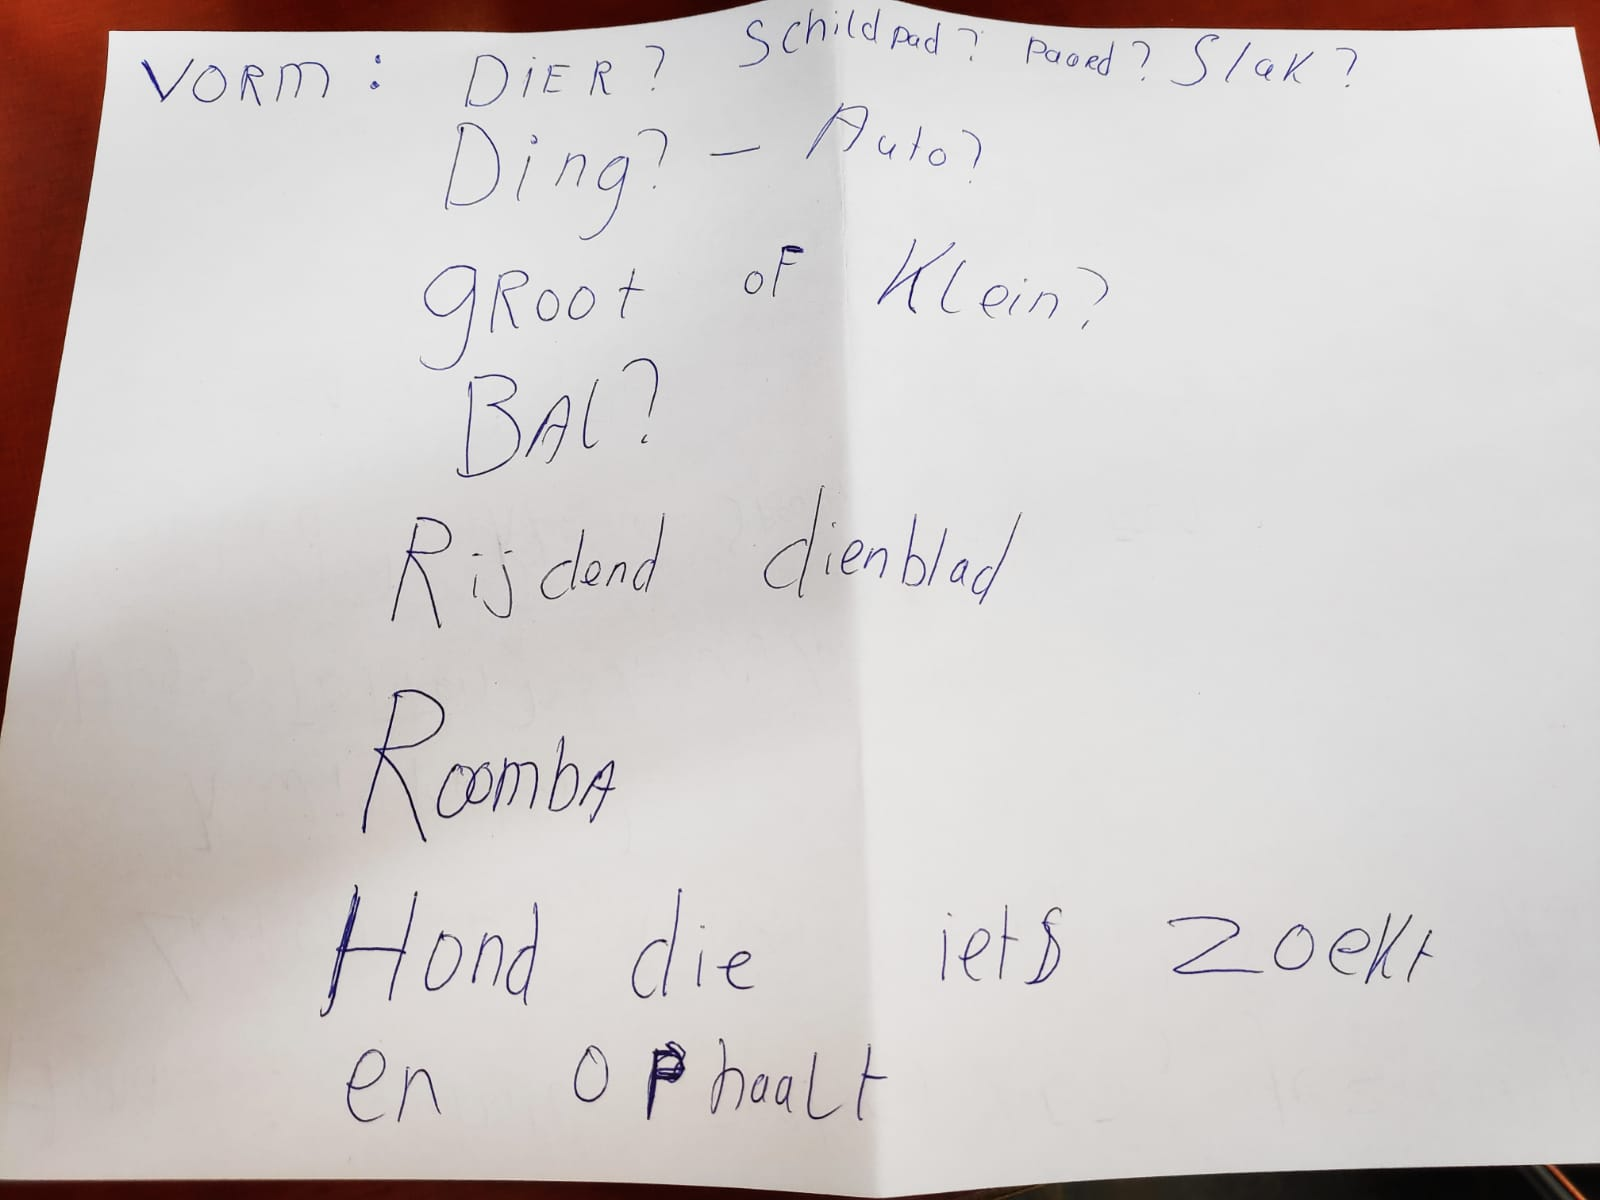 VORM: DIER? Schildpad? paard? Slak?
Ding? — Auto?
gRoot oF Klein?
BAL?
Rijdend dienblad
RoombA
Hond die iets zoekt
en ophaalt